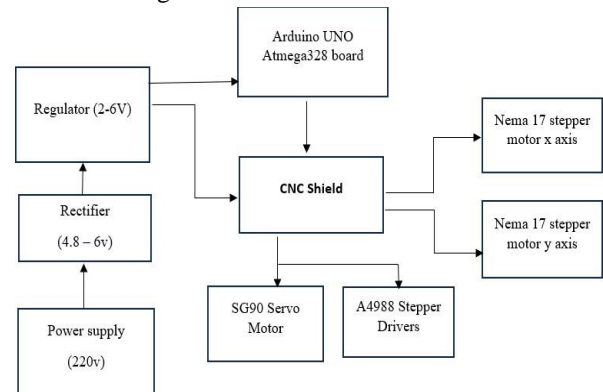 Arduino UNO
Atmega328 board
Regulator (2-6V)
Nema 17 stepper
motor x axis
CNC Shield
Rectifier
(4.8 – 6v)
Nema 17 stepper
motor y axis
SG90 Servo
Motor
A4988 Stepper
Drivers
Power supply
(220v)